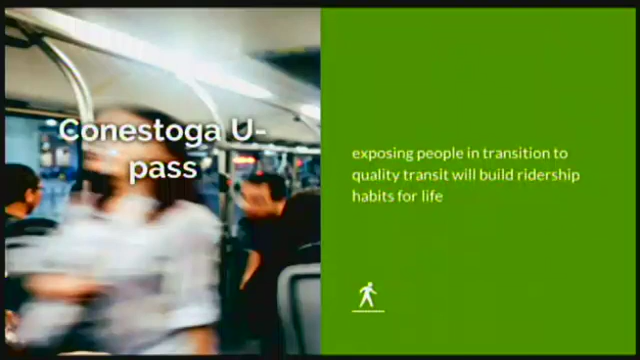 Conestoga U-
pass
exposing people in transition to
quality transit will build ridership
habits for life